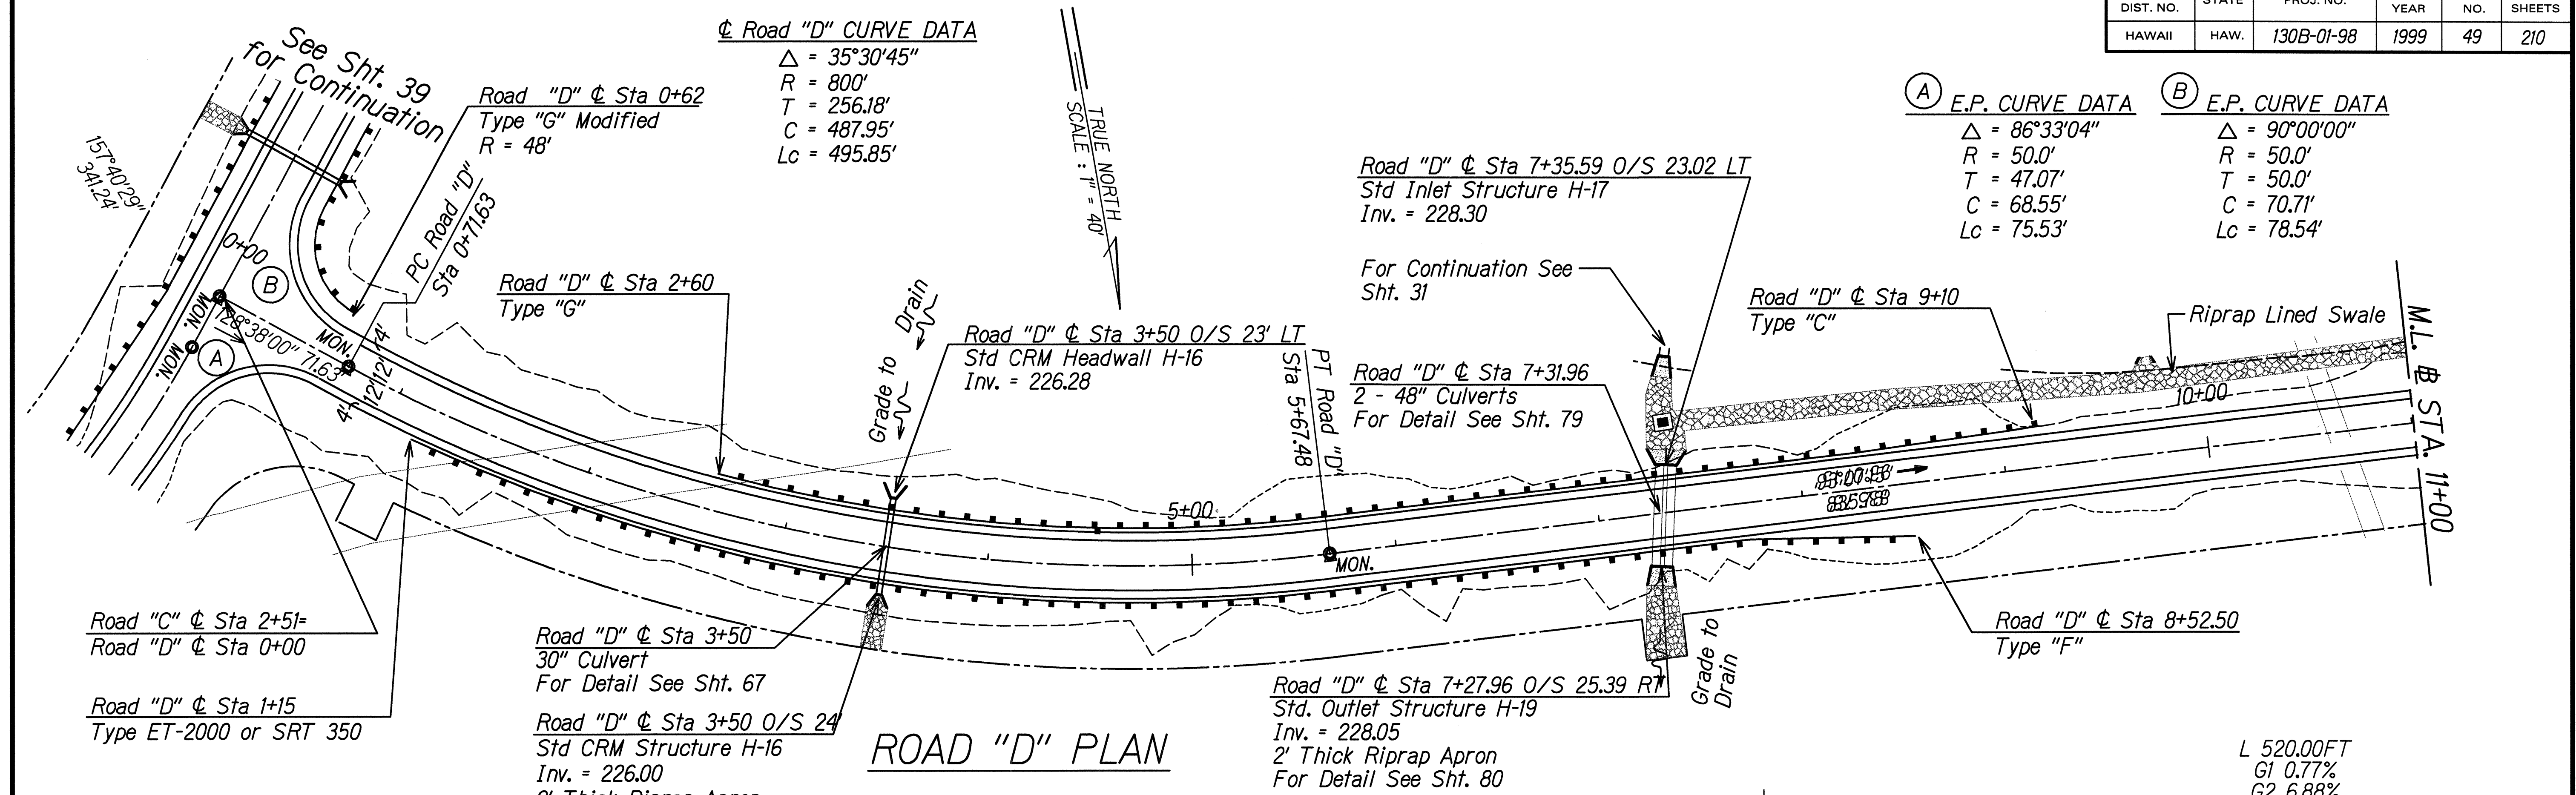 DIST. NO. STATE PROJ. NO. YEAR NO. SHEETS
HAWAII HAW. 130B-01-98 1999 49 210
See Sht. 39
for Continuation
157°40'29"
341.24'
Road "D" ℄ Sta 0+62
Type "G" Modified
R = 48'
PC Road "D"
Sta 0+71.63
℄ Road "D" CURVE DATA
△ = 35°30'45"
R = 800'
T = 256.18'
C = 487.95'
Lc = 495.85'
TRUE NORTH
SCALE : 1" = 40'
Ⓐ E.P. CURVE DATA
△ = 86°33'04"
R = 50.0'
T = 47.07'
C = 68.55'
Lc = 75.53'
Ⓑ E.P. CURVE DATA
△ = 90°00'00"
R = 50.0'
T = 50.0'
C = 70.71'
Lc = 78.54'
Road "D" ℄ Sta 7+35.59 O/S 23.02 LT
Std Inlet Structure H-17
Inv. = 228.30
For Continuation See
Sht. 31
Road "D" ℄ Sta 9+10
Type "C"
Riprap Lined Swale
M.L. B STA. 11+00
0+00
Ⓑ
MON.
MON.
MON.
128°38'00" 71.63'
Ⓐ
4' 12' 12' 4'
Road "D" ℄ Sta 2+60
Type "G"
Grade to Drain
Road "D" ℄ Sta 3+50 O/S 23' LT
Std CRM Headwall H-16
Inv. = 226.28
PT Road "D"
Sta 5+67.48
Road "D" ℄ Sta 7+31.96
2 - 48" Culverts
For Detail See Sht. 79
10+00
5+00
MON.
Road "C" ℄ Sta 2+51=
Road "D" ℄ Sta 0+00
Road "D" ℄ Sta 1+15
Type ET-2000 or SRT 350
Road "D" ℄ Sta 3+50
30" Culvert
For Detail See Sht. 67
Road "D" ℄ Sta 3+50 O/S 24'
Std CRM Structure H-16
Inv. = 226.00
2' Thick Riprap Apron
ROAD "D" PLAN
Road "D" ℄ Sta 7+27.96 O/S 25.39 RT
Std. Outlet Structure H-19
Inv. = 228.05
2' Thick Riprap Apron
For Detail See Sht. 80
Grade to
Drain
Road "D" ℄ Sta 8+52.50
Type "F"
L 520.00FT
G1 0.77%
G2 6.88%